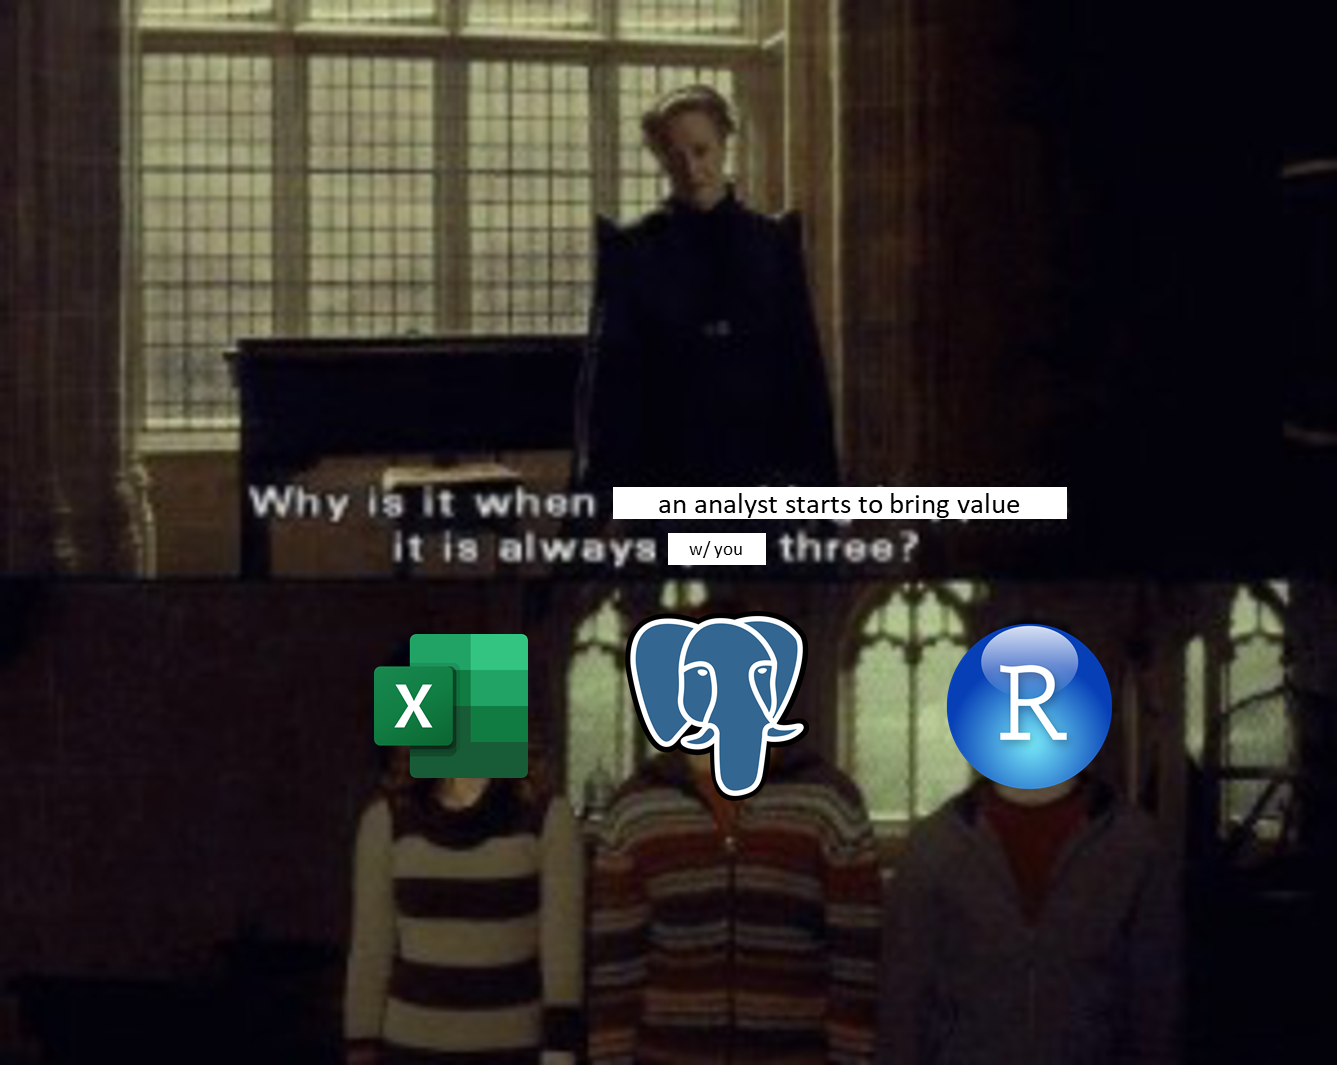 Why is it when an analyst starts to bring value
it is always w/ you three?
X
R